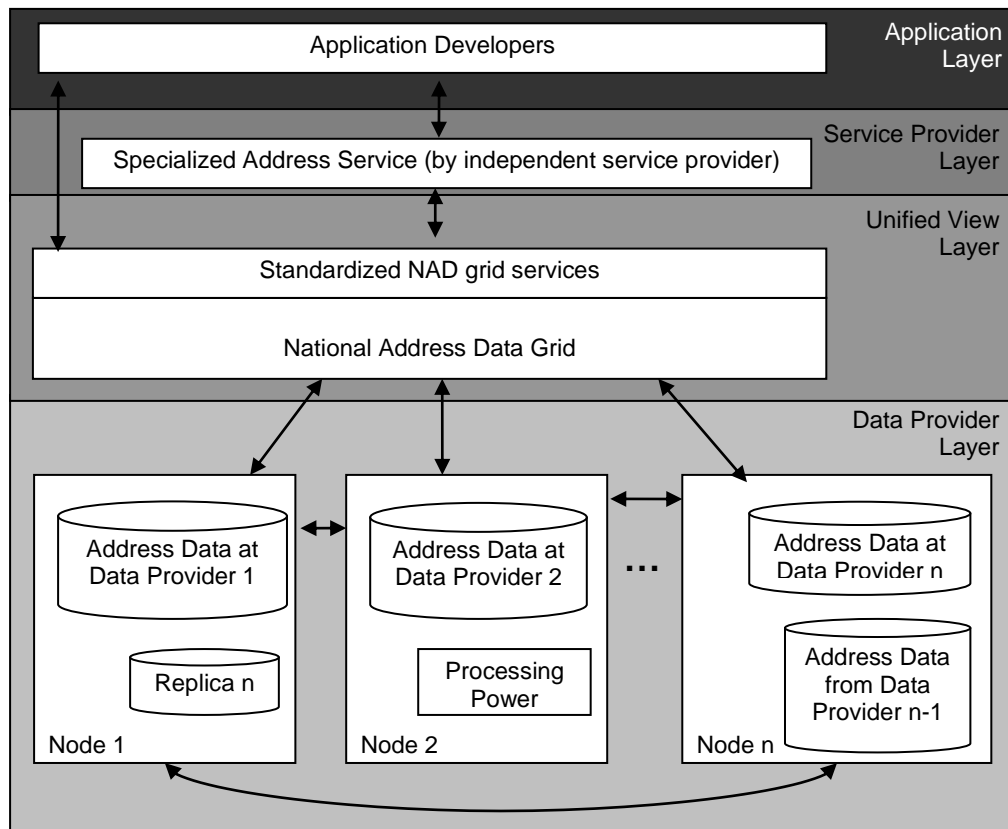 Application
Layer
Application Developers
Service Provider
Layer
Specialized Address Service (by independent service provider)
Unified View
Layer
Standardized NAD grid services
National Address Data Grid
Data Provider
Layer
Address Data at
Data Provider 1
Replica n
Node 1
Address Data at
Data Provider 2
Processing
Power
Node 2
...
Address Data at
Data Provider n
Address Data
from Data
Provider n-1
Node n